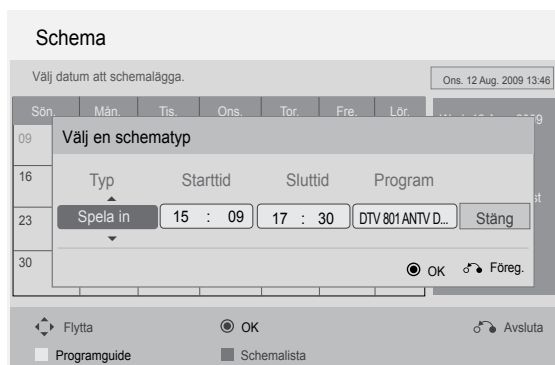 Schema
Välj datum att schemalägga.
Ons. 12 Aug. 2009 13:46
Sön. Mån. Tis. Ons. Tor. Fre. Lör.
09
Välj en schematyp
16
Typ Starttid Sluttid Program
23
Spela in 15 : 09 17 : 30 DTV 801 ANTV D... Stäng
30
OK Föreg.
Flytta OK Avsluta
Programguide Schemalista